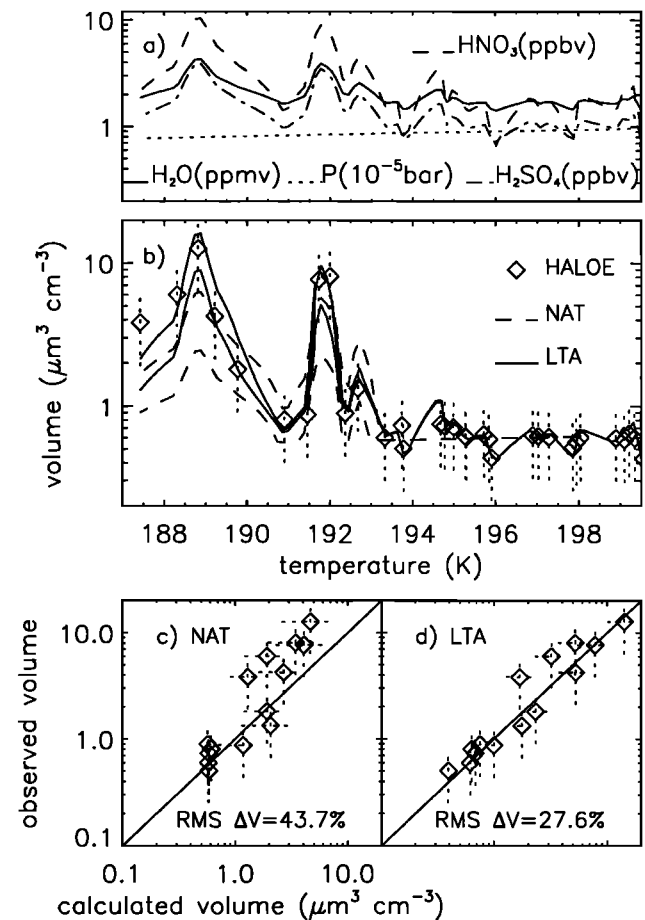 10
a)
HNO₃(ppbv)
1
H₂O(ppmv) P(10⁻⁵bar) H₂SO₄(ppbv)
b)
10
HALOE
NAT
LTA
1
volume (μm³ cm⁻³)
188 190 192 194 196 198
temperature (K)
10.0 c) NAT d) LTA
1.0
observed volume
RMS ΔV=43.7% RMS ΔV=27.6%
0.1
0.1 1.0 10.0
calculated volume (μm³ cm⁻³)